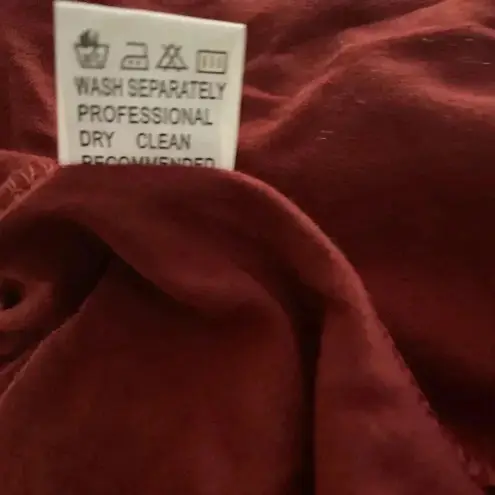 WASH SEPARATELY
PROFESSIONAL
DRY CLEAN
RECOMMENDED